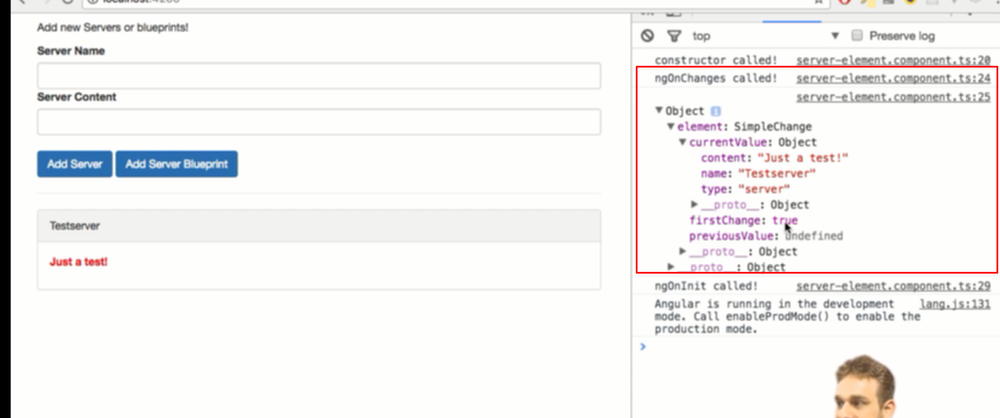 Add new Servers or blueprints!
Server Name
Server Content
Add Server Add Server Blueprint
Testserver
Just a test!
top Preserve log
constructor called! server-element.component.ts:20
ngOnChanges called! server-element.component.ts:24
server-element.component.ts:25
Object i
element: SimpleChange
currentValue: Object
content: "Just a test!"
name: "Testserver"
type: "server"
__proto__: Object
firstChange: true
previousValue: undefined
__proto__: Object
__proto__: Object
ngOnInit called! server-element.component.ts:29
Angular is running in the development lang.js:131
mode. Call enableProdMode() to enable the
production mode.